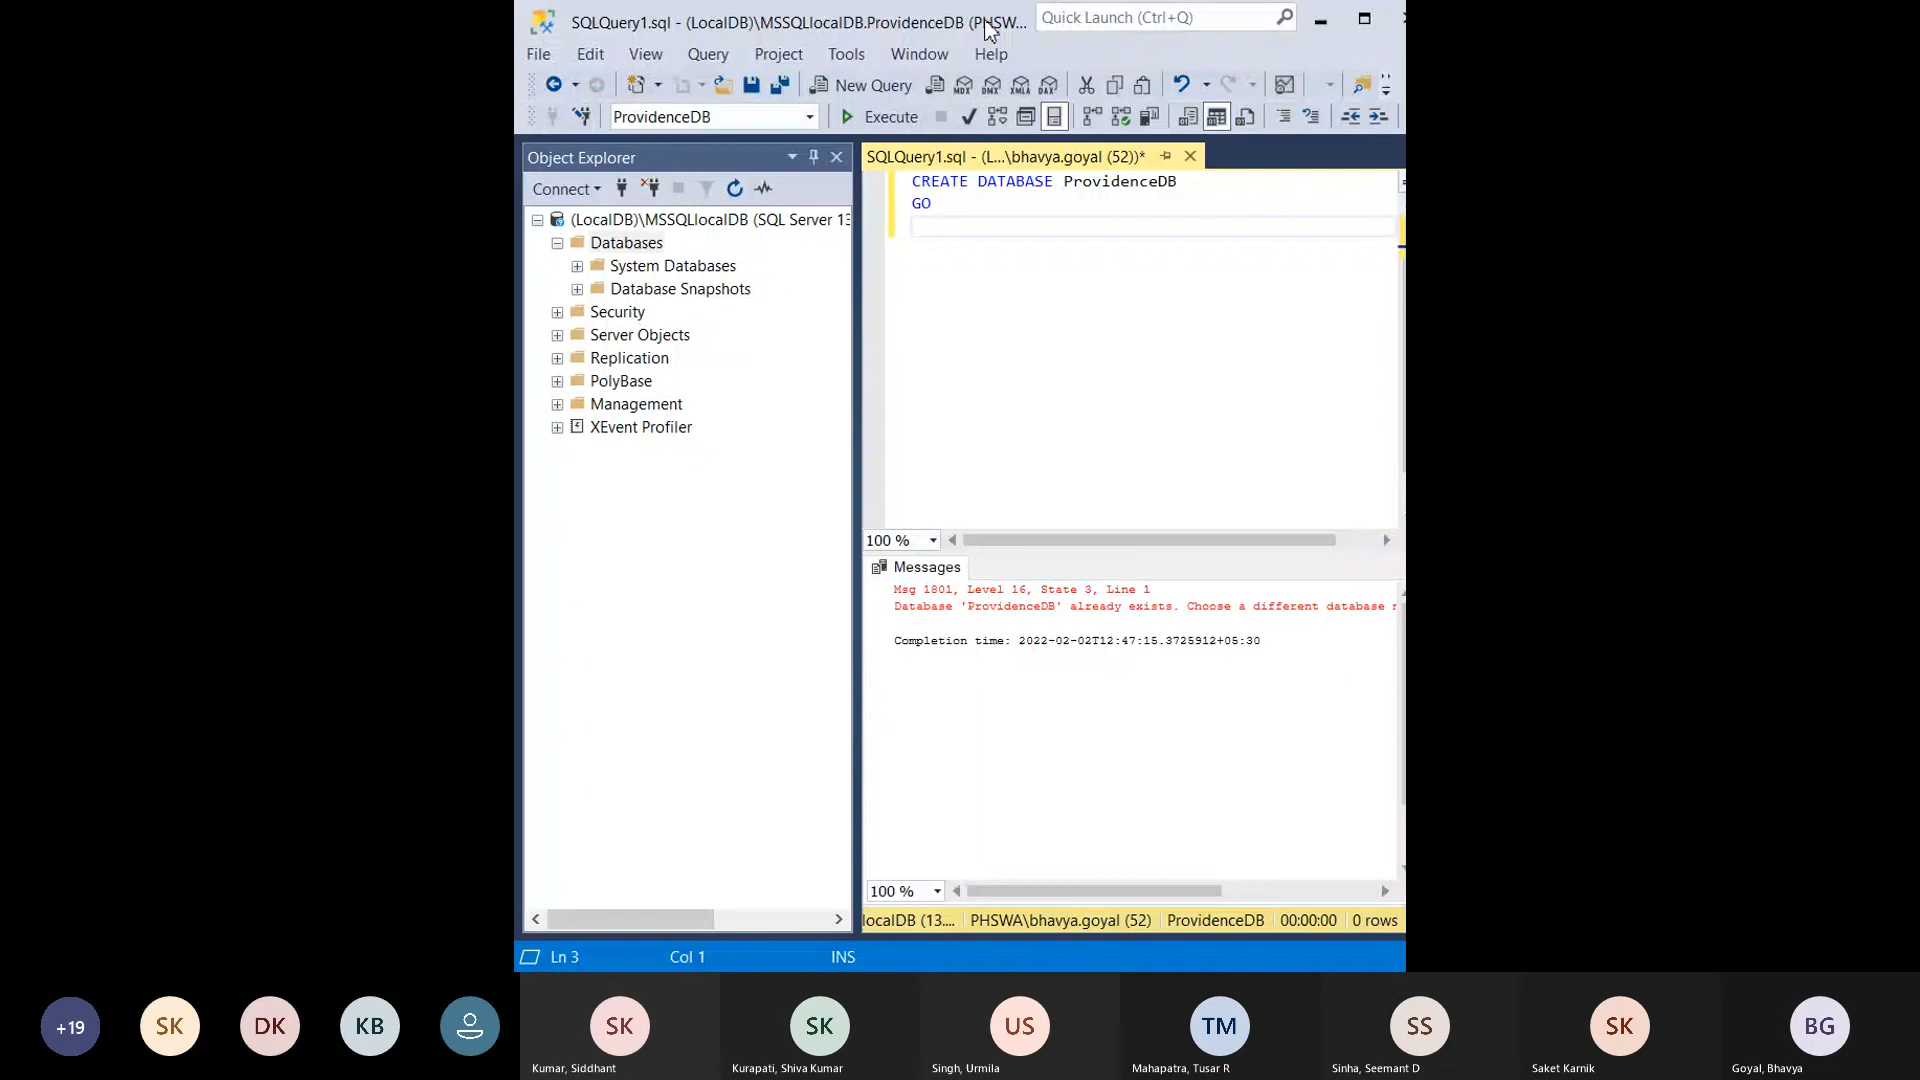 SQLQuery1.sql - (LocalDB)\MSSQLlocalDB.ProvidenceDB (PHSW...
Quick Launch (Ctrl+Q)
File Edit View Query Project Tools Window Help
New Query
MDX DMX XMLA DAX
ProvidenceDB
Execute
Object Explorer
SQLQuery1.sql - (L...\bhavya.goyal (52))*
Connect
(LocalDB)\MSSQLlocalDB (SQL Server 13
Databases
System Databases
Database Snapshots
Security
Server Objects
Replication
PolyBase
Management
XEvent Profiler
CREATE DATABASE ProvidenceDB
GO
100 %
Messages
Msg 1801, Level 16, State 3, Line 1
Database 'ProvidenceDB' already exists. Choose a different database
Completion time: 2022-02-02T12:47:15.3725912+05:30
100 %
localDB (13.... PHSWA\bhavya.goyal (52) ProvidenceDB 00:00:00 0 rows
Ln 3 Col 1 INS
+19 SK DK KB SK SK US TM SS SK BG
Kumar, Siddhant Kurapati, Shiva Kumar Singh, Urmila Mahapatra, Tusar R Sinha, Seemant D Saket Karnik Goyal, Bhavya